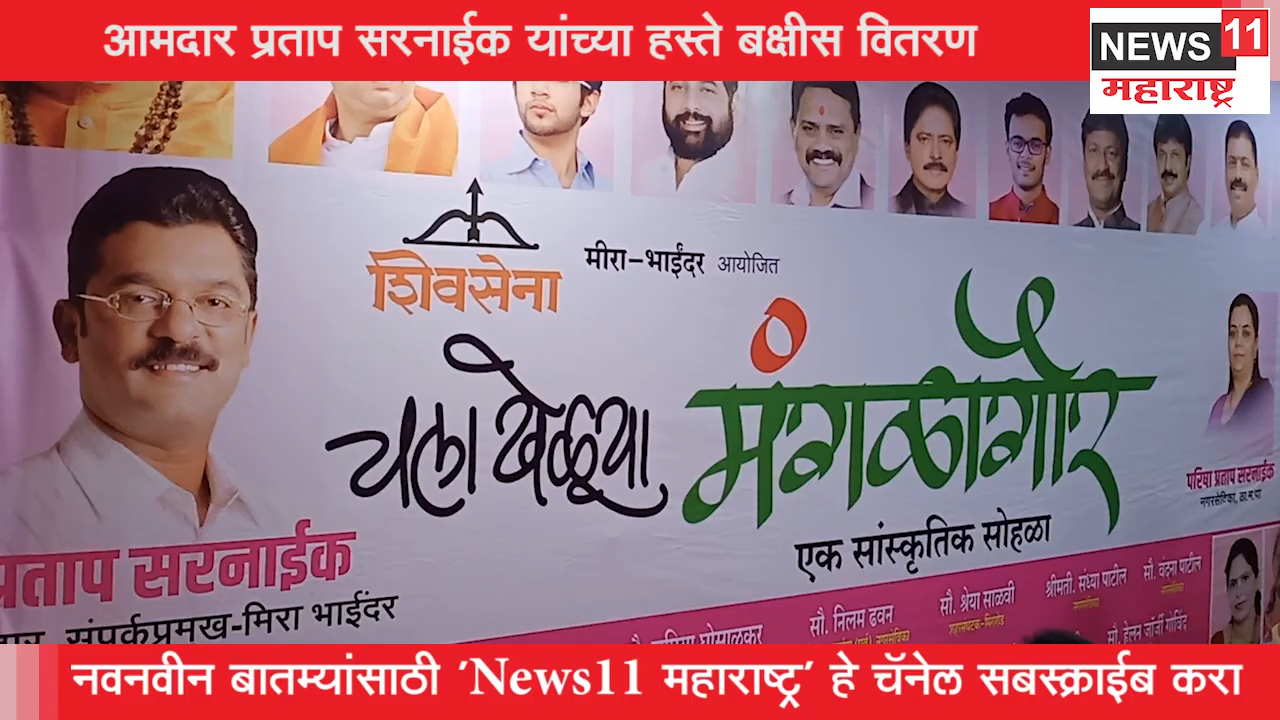 आमदार प्रताप सरनाईक यांच्या हस्ते बक्षीस वितरण
NEWS 11
महाराष्ट्र
शिवसेना
मीरा-भाईंदर आयोजित
चला खेळूया मंगळागौर
एक सांस्कृतिक सोहळा
परिषा प्रताप सरनाईक
नगरसेविका, ठा.म.पा
प्रताप सरनाईक
संपर्कप्रमुख-मिरा भाईंदर
सौ. निलम ढवन
सौ. श्रेया साळवी
श्रीमती. संध्या पाटील
सौ. वंदना पाटील
सौ. हेलन जॉर्जी गोविंद
नवनवीन बातम्यांसाठी 'News11 महाराष्ट्र' हे चॅनेल सबस्क्राईब करा